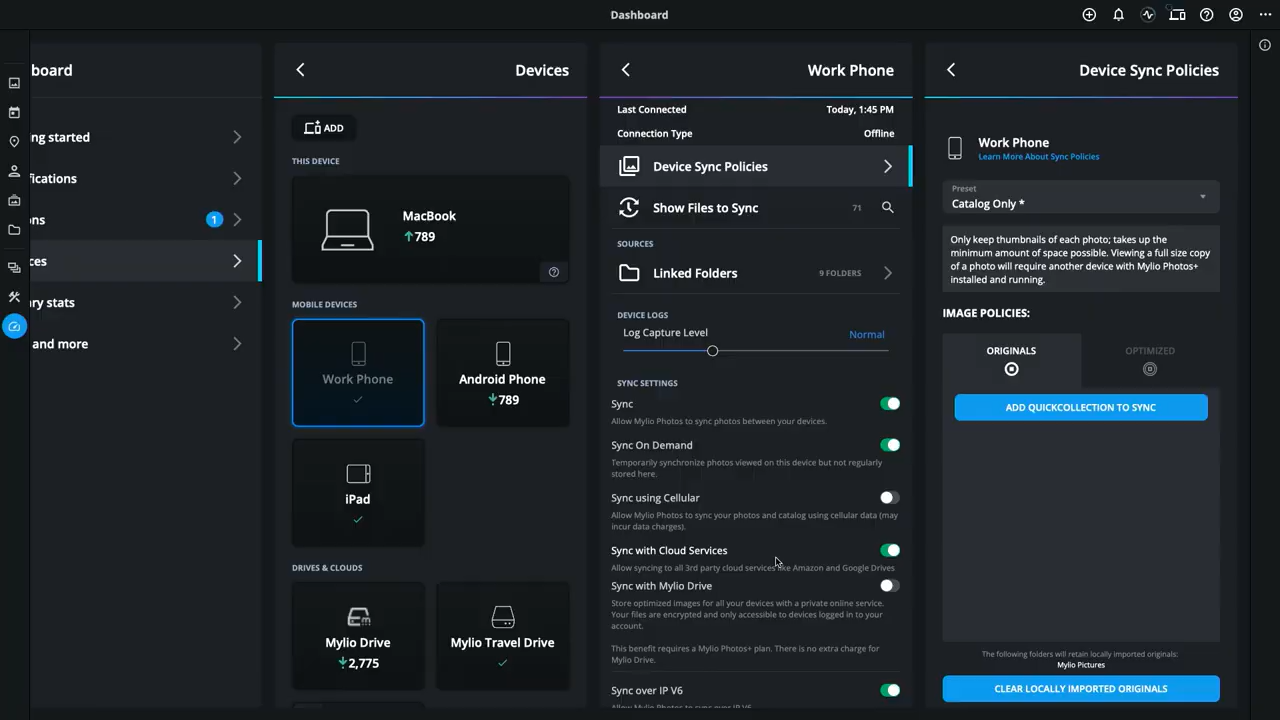 Dashboard
board
ng started
fications
ons
1
ces
ry stats
and more
Devices
ADD
THIS DEVICE
MacBook
789
MOBILE DEVICES
Work Phone
Android Phone
789
iPad
DRIVES & CLOUDS
Mylio Drive
2,775
Mylio Travel Drive
Work Phone
Last Connected Today, 1:45 PM
Connection Type Offline
Device Sync Policies
Show Files to Sync 71
SOURCES
Linked Folders 9 FOLDERS
DEVICE LOGS
Log Capture Level Normal
SYNC SETTINGS
Sync
Allow Mylio Photos to sync photos between your devices.
Sync On Demand
Temporarily synchronize photos viewed on this device but not regularly
stored here.
Sync using Cellular
Allow Mylio Photos to sync your photos and catalog using cellular data (may
incur data charges).
Sync with Cloud Services
Allow syncing to all 3rd party cloud services like Amazon and Google Drives
Sync with Mylio Drive
Store optimized images for all your devices with a private online service.
Your files are encrypted and only accessible to devices logged in to your
account.
This benefit requires a Mylio Photos+ plan. There is no extra charge for
Mylio Drive.
Sync over IP V6
Allow Mylio Photos to sync over IP V6
Device Sync Policies
Work Phone
Learn More About Sync Policies
Preset
Catalog Only *
Only keep thumbnails of each photo; takes up the
minimum amount of space possible. Viewing a full size copy
of a photo will require another device with Mylio Photos+
installed and running.
IMAGE POLICIES:
ORIGINALS
OPTIMIZED
ADD QUICKCOLLECTION TO SYNC
The following folders will retain locally imported originals:
Mylio Pictures
CLEAR LOCALLY IMPORTED ORIGINALS